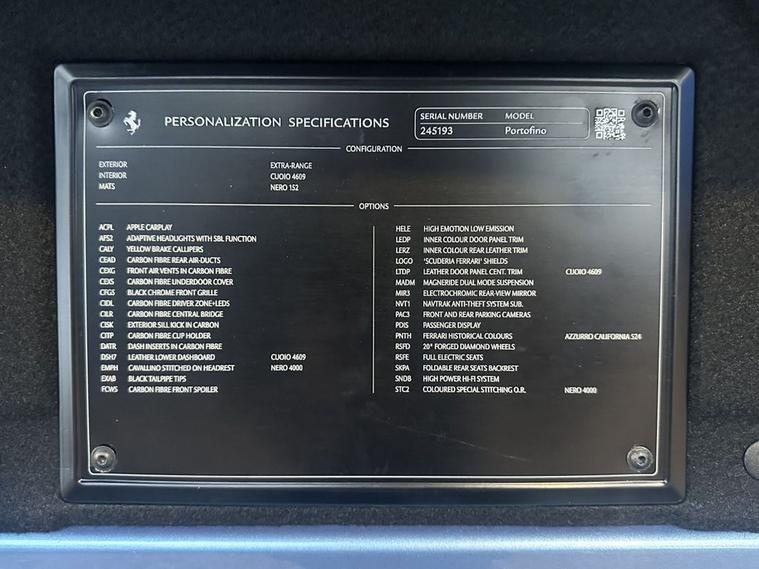 PERSONALIZATION SPECIFICATIONS
SERIAL NUMBER MODEL
245193 Portofino
CONFIGURATION
EXTERIOR EXTRA-RANGE
INTERIOR CUOIO 4609
MATS NERO 152
OPTIONS
ACPL APPLE CARPLAY
AFS2 ADAPTIVE HEADLIGHTS WITH SBL FUNCTION
CALY YELLOW BRAKE CALLIPERS
CEAD CARBON FIBRE REAR AIR-DUCTS
CEXG FRONT AIR VENTS IN CARBON FIBRE
CEXS CARBON FIBRE UNDERDOOR COVER
CFG5 BLACK CHROME FRONT GRILLE
CIDL CARBON FIBRE DRIVER ZONE+LEDS
CILR CARBON FIBRE CENTRAL BRIDGE
CISK EXTERIOR SILL KICK IN CARBON
CITP CARBON FIBRE CUP HOLDER
DATR DASH INSERTS IN CARBON FIBRE
DSH7 LEATHER LOWER DASHBOARD CUOIO 4609
EMPH CAVALLINO STITCHED ON HEADREST NERO 4000
EXAB BLACK TAILPIPE TIPS
FCWS CARBON FIBRE FRONT SPOILER
HELE HIGH EMOTION LOW EMISSION
LEDP INNER COLOUR DOOR PANEL TRIM
LERZ INNER COLOUR REAR LEATHER TRIM
LOGO "SCUDERIA FERRARI" SHIELDS
LTDP LEATHER DOOR PANEL CENT. TRIM CUOIO 4609
MADM MAGNERIDE DUAL MODE SUSPENSION
MIR3 ELECTROCHROMIC REAR-VIEW MIRROR
NVT1 NAVTRAK ANTI-THEFT SYSTEM SUB.
PAC3 FRONT AND REAR PARKING CAMERAS
PDIS PASSENGER DISPLAY
PNTH FERRARI HISTORICAL COLOURS AZZURRO CALIFORNIA 524
RSFD 20" FORGED DIAMOND WHEELS
RSFE FULL ELECTRIC SEATS
SKPA FOLDABLE REAR SEATS BACKREST
SNDB HIGH POWER HI-FI SYSTEM
STC2 COLOURED SPECIAL STITCHING O.R. NERO 4000